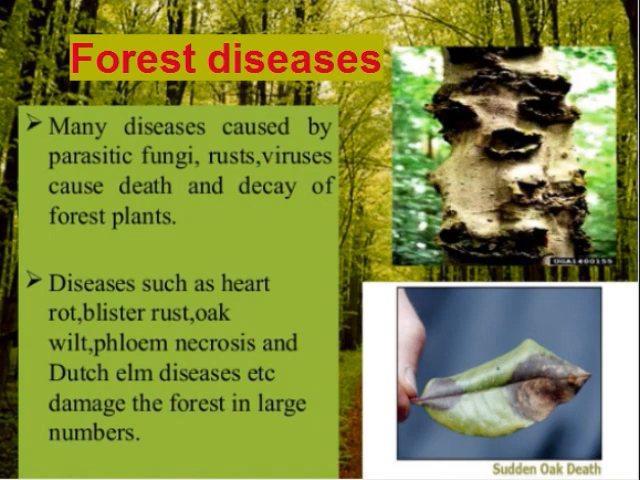 Forest diseases
➢ Many diseases caused by
parasitic fungi, rusts,viruses
cause death and decay of
forest plants.
➢ Diseases such as heart
rot,blister rust,oak
wilt,phloem necrosis and
Dutch elm diseases etc
damage the forest in large
numbers.
Sudden Oak Death